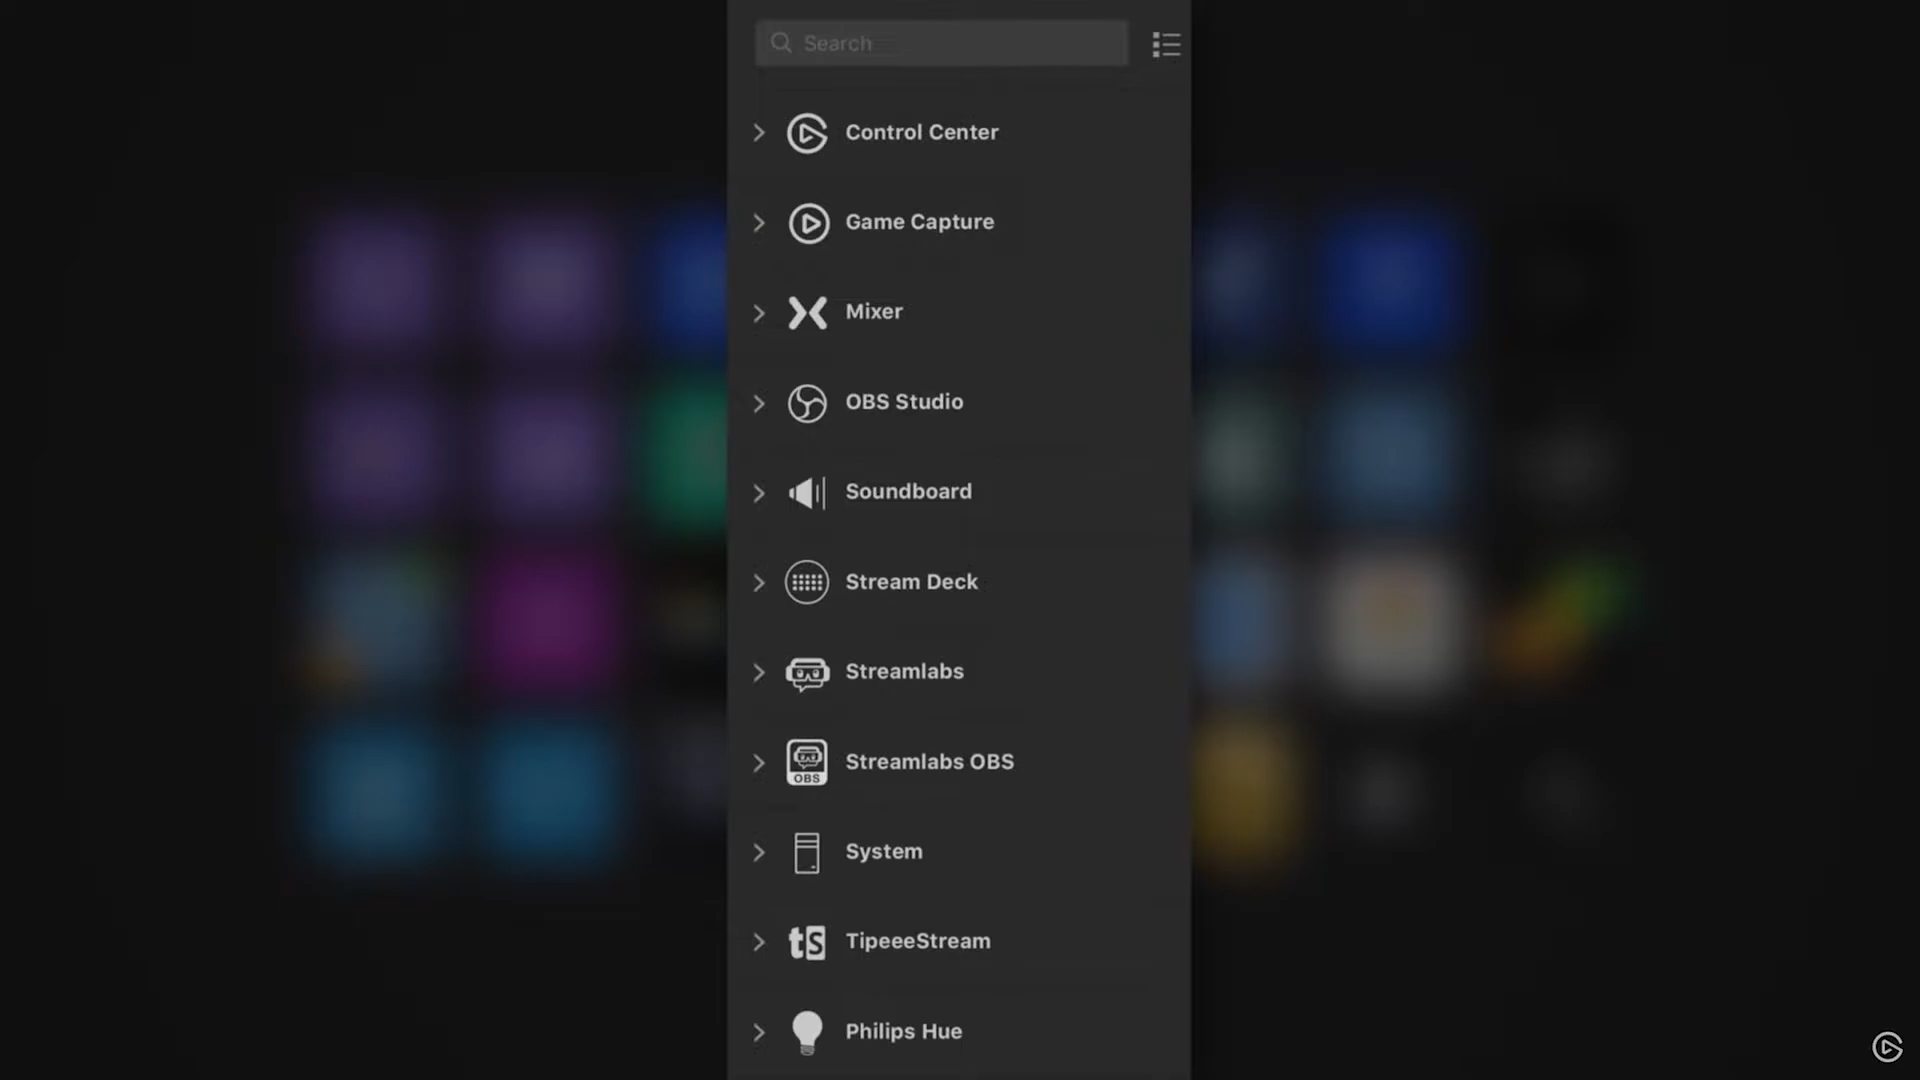 Search
Control Center
Game Capture
Mixer
OBS Studio
Soundboard
Stream Deck
Streamlabs
OBS
Streamlabs OBS
System
tS
TipeeeStream
Philips Hue